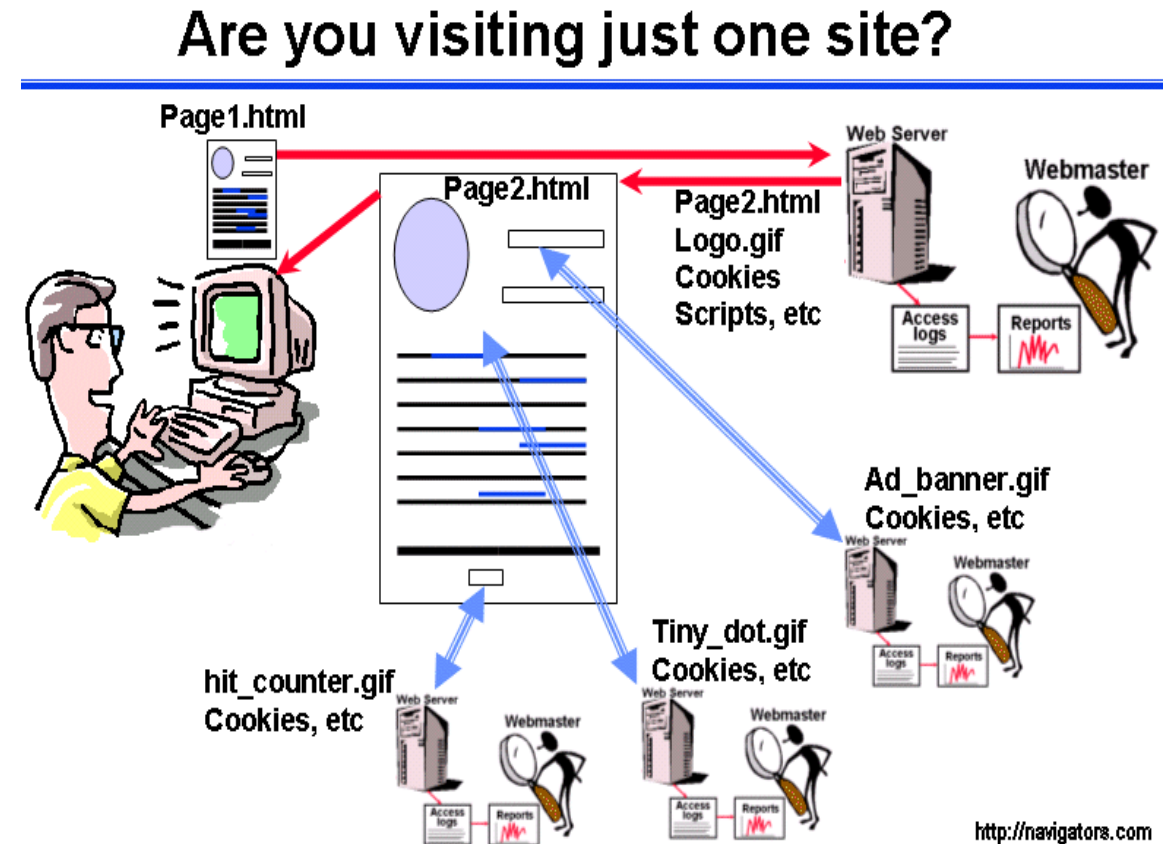 Are you visiting just one site?
Page1.html
Web Server
Webmaster
Page2.html
Page2.html
Logo.gif
Cookies
Scripts, etc
Access
logs
Reports
Ad_banner.gif
Cookies, etc
Web Server
Webmaster
Access
logs
Reports
Tiny_dot.gif
Cookies, etc
Web Server
Webmaster
Access
logs
Reports
hit_counter.gif
Cookies, etc
Web Server
Webmaster
Access
logs
Reports
http://navigators.com